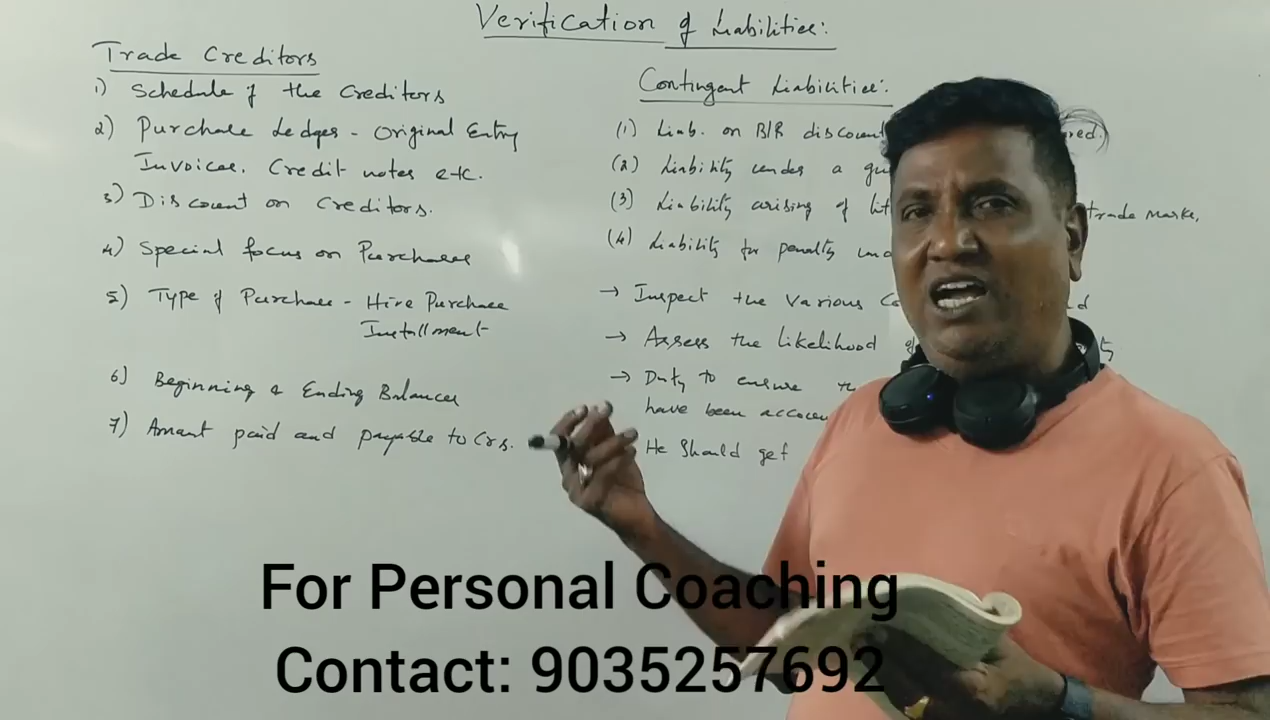 Verification of Liabilities:
Trade Creditors
1) Schedule of the Creditors
2) Purchase Ledger - Original Entry
Invoices, Credit notes etc.
3) Discount on Creditors.
4) Special focus on Purchases
5) Type of Purchase - Hire Purchase
Installment
6) Beginning & Ending Balances
7) Amount paid and payable to Crs.
Contingent Liabilities:
(1) Liab. on B/R
(2) Liability under a
(3) Liability arising of trade marks,
(4) Liability for penalty
→ Inspect the various
→ Assess the Likelihood
→ Duty to ensure
have been
He Should get
For Personal Coaching
Contact: 9035257692